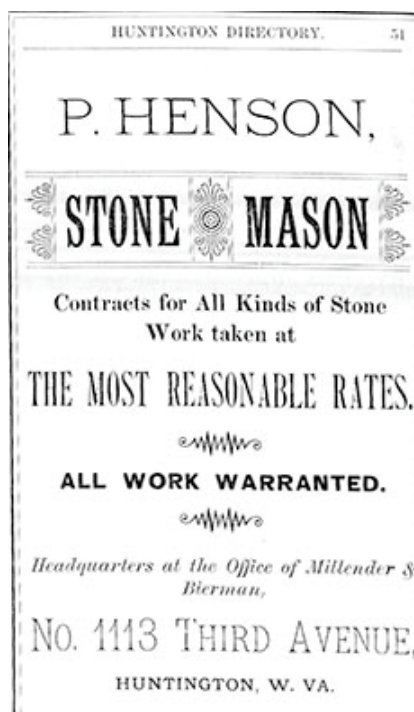 HUNTINGTON DIRECTORY. 51
P. HENSON,
STONE MASON
Contracts for All Kinds of Stone
Work taken at
THE MOST REASONABLE RATES.
ALL WORK WARRANTED.
Headquarters at the Office of Millender &
Bierman,
No. 1113 THIRD AVENUE,
HUNTINGTON, W. VA.